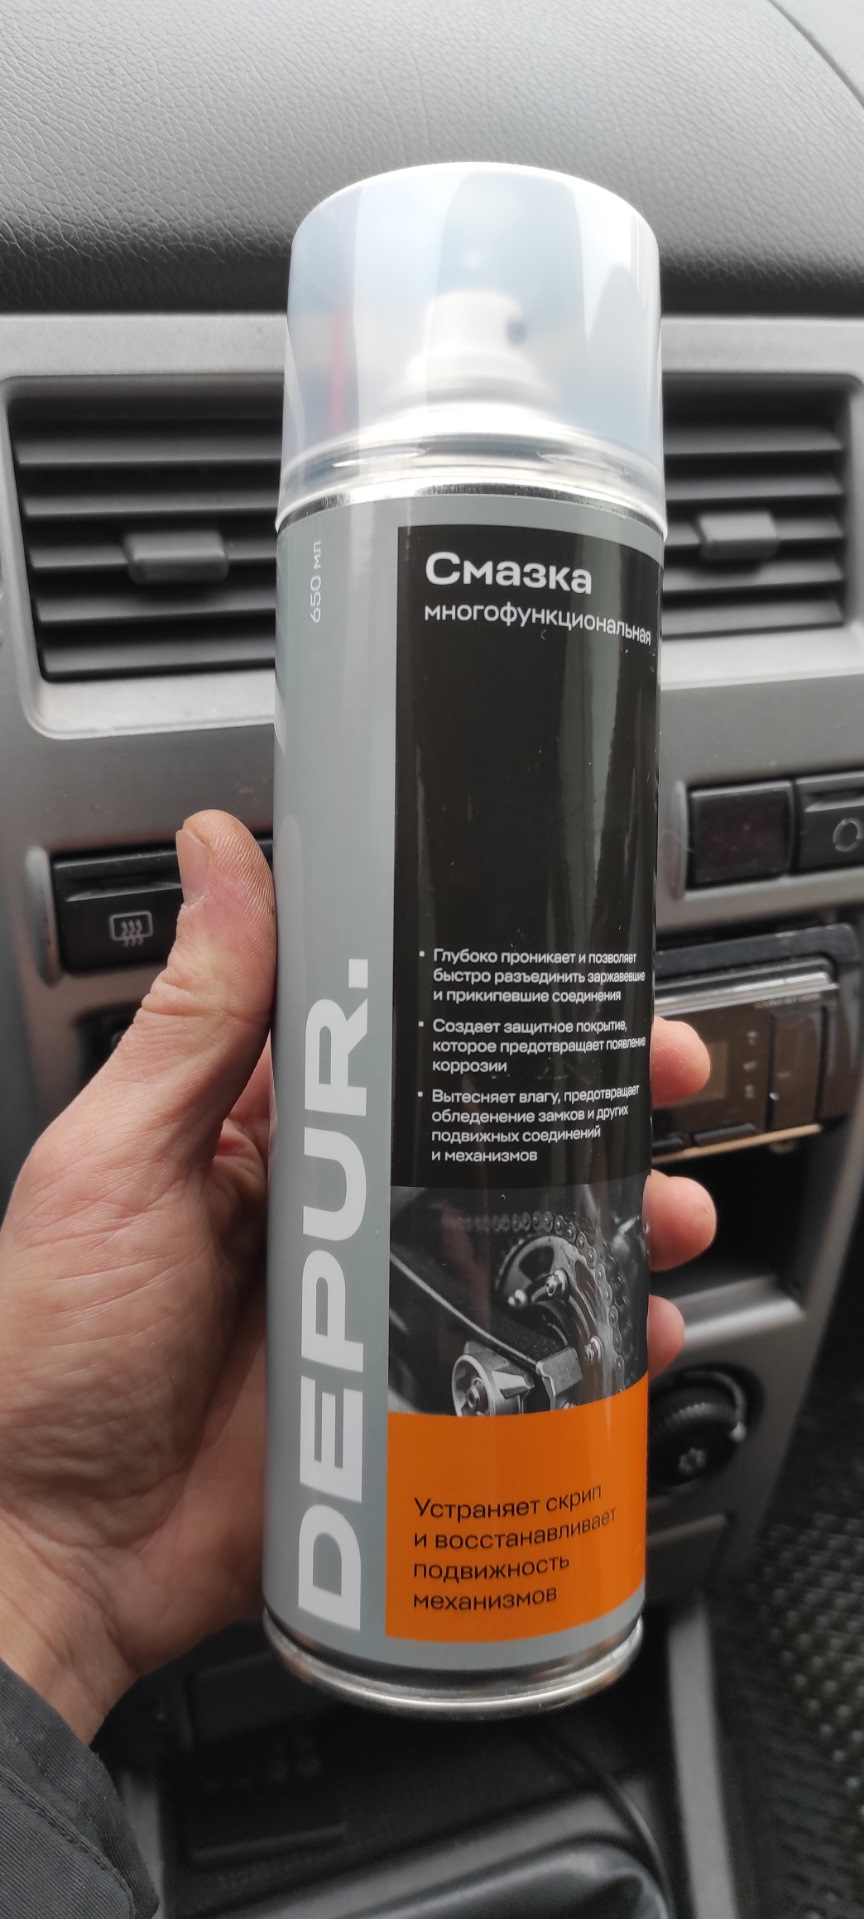 650 мл
Смазка
многофункциональная
▪ Глубоко проникает и позволяет
быстро разъединить заржавевшие
и прикипевшие соединения
▪ Создает защитное покрытие,
которое предотвращает появление
коррозии
▪ Вытесняет влагу, предотвращает
обледенение замков и других
подвижных соединений
и механизмов
DEPUR.
Устраняет скрип
и восстанавливает
подвижность
механизмов